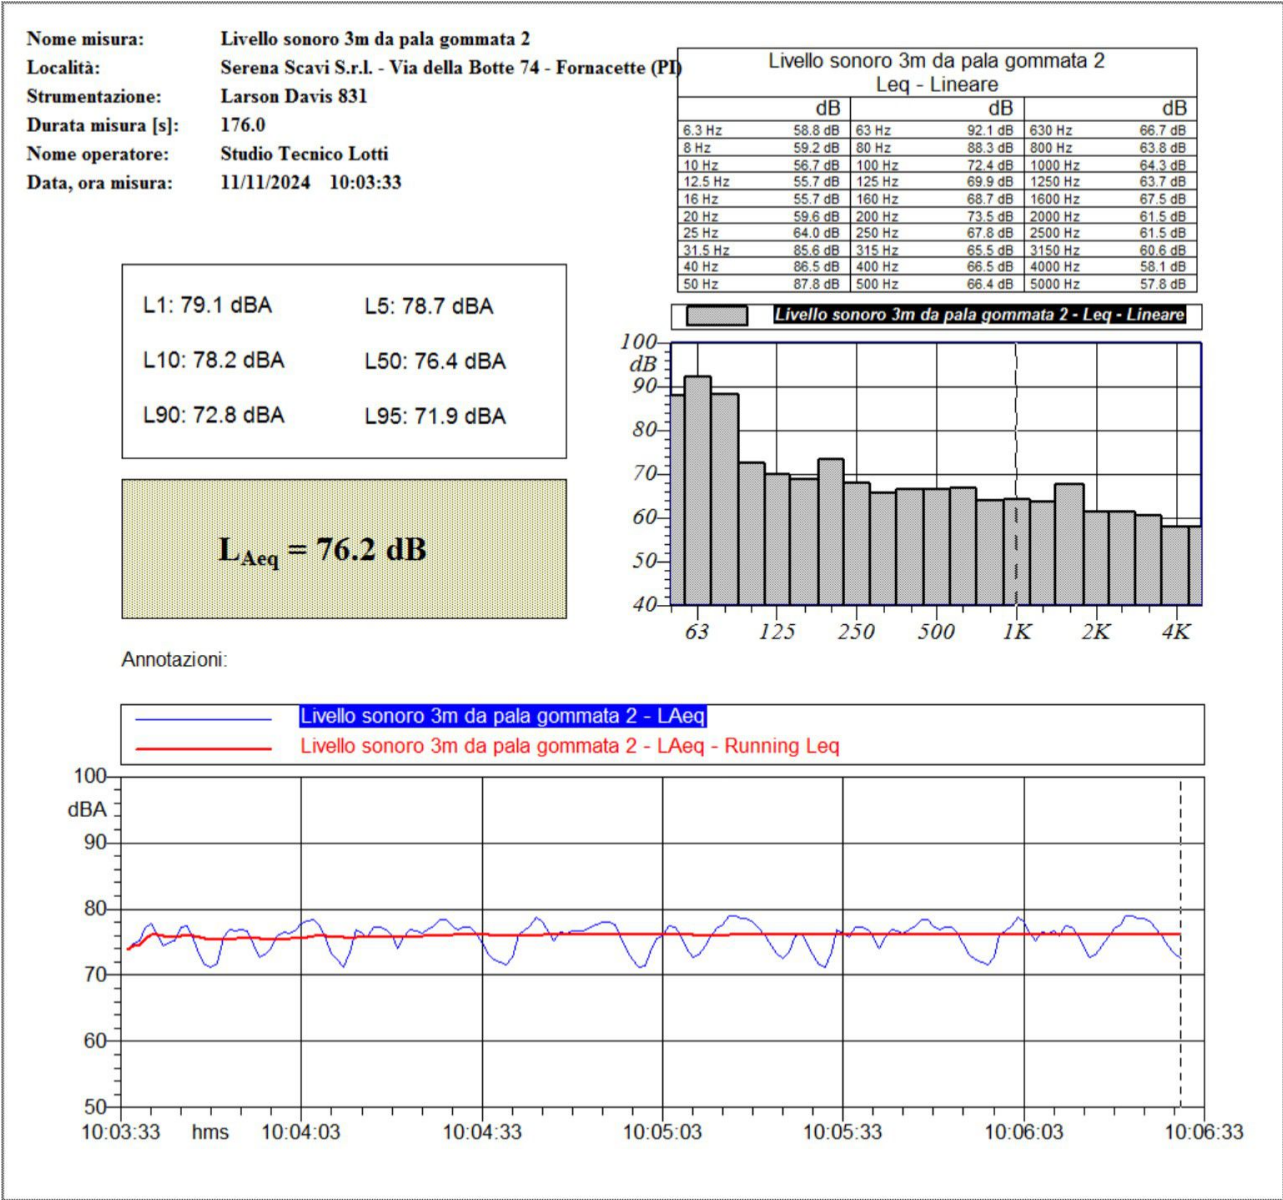 Nome misura: Livello sonoro 3m da pala gommata 2
Località: Serena Scavi S.r.l. - Via della Botte 74 - Fornacette (PI)
Strumentazione: Larson Davis 831
Durata misura [s]: 176.0
Nome operatore: Studio Tecnico Lotti
Data, ora misura: 11/11/2024 10:03:33
Livello sonoro 3m da pala gommata 2
Leq - Lineare
dB dB dB
6.3 Hz 58.8 dB 63 Hz 92.1 dB 630 Hz 66.7 dB
8 Hz 59.2 dB 80 Hz 88.3 dB 800 Hz 63.8 dB
10 Hz 56.7 dB 100 Hz 72.4 dB 1000 Hz 64.3 dB
12.5 Hz 55.7 dB 125 Hz 69.9 dB 1250 Hz 63.7 dB
16 Hz 55.7 dB 160 Hz 68.7 dB 1600 Hz 67.5 dB
20 Hz 59.6 dB 200 Hz 73.5 dB 2000 Hz 61.5 dB
25 Hz 64.0 dB 250 Hz 67.8 dB 2500 Hz 61.5 dB
31.5 Hz 85.6 dB 315 Hz 65.5 dB 3150 Hz 60.6 dB
40 Hz 86.5 dB 400 Hz 66.5 dB 4000 Hz 58.1 dB
50 Hz 87.8 dB 500 Hz 66.4 dB 5000 Hz 57.8 dB
L1: 79.1 dBA L5: 78.7 dBA
L10: 78.2 dBA L50: 76.4 dBA
L90: 72.8 dBA L95: 71.9 dBA
LAeq = 76.2 dB
Livello sonoro 3m da pala gommata 2 - Leq - Lineare
100
dB
90
80
70
60
50
40
63 125 250 500 1K 2K 4K
Annotazioni:
Livello sonoro 3m da pala gommata 2 - LAeq
Livello sonoro 3m da pala gommata 2 - LAeq - Running Leq
100
dBA
90
80
70
60
50
10:03:33 hms 10:04:03 10:04:33 10:05:03 10:05:33 10:06:03 10:06:33